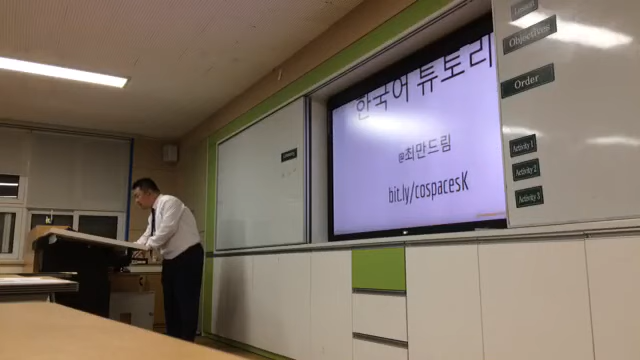 한국어 튜토리
@최만드림
bit.ly/cospacesK
Lesson
Objectives
Order
Activity 1
Activity 2
Activity 3